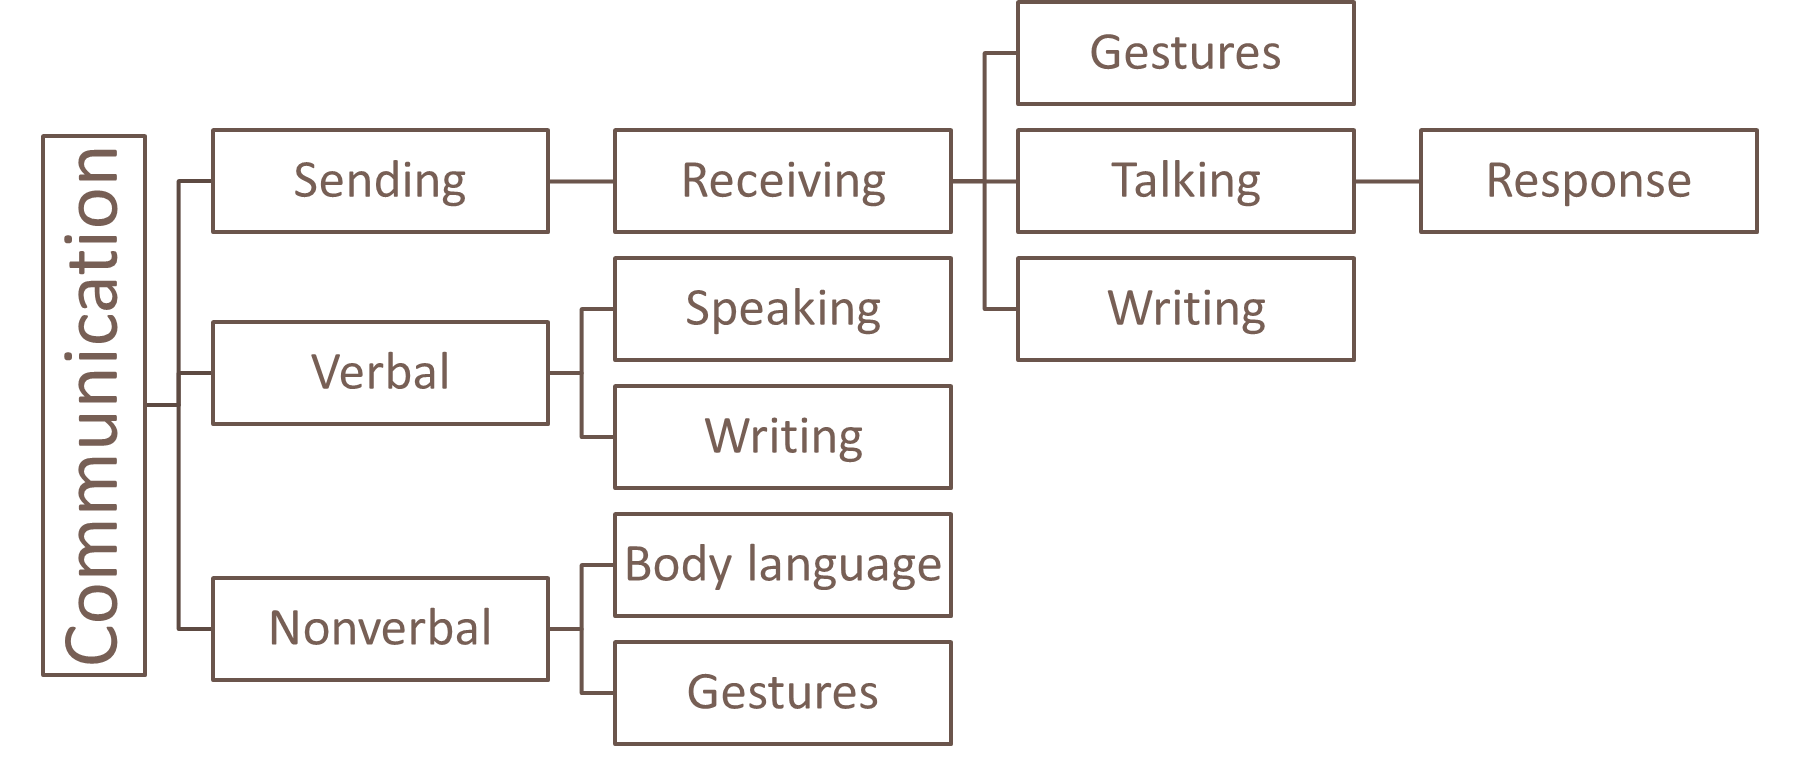 Communication
Sending
Receiving
Gestures
Talking
Response
Writing
Verbal
Speaking
Writing
Nonverbal
Body language
Gestures